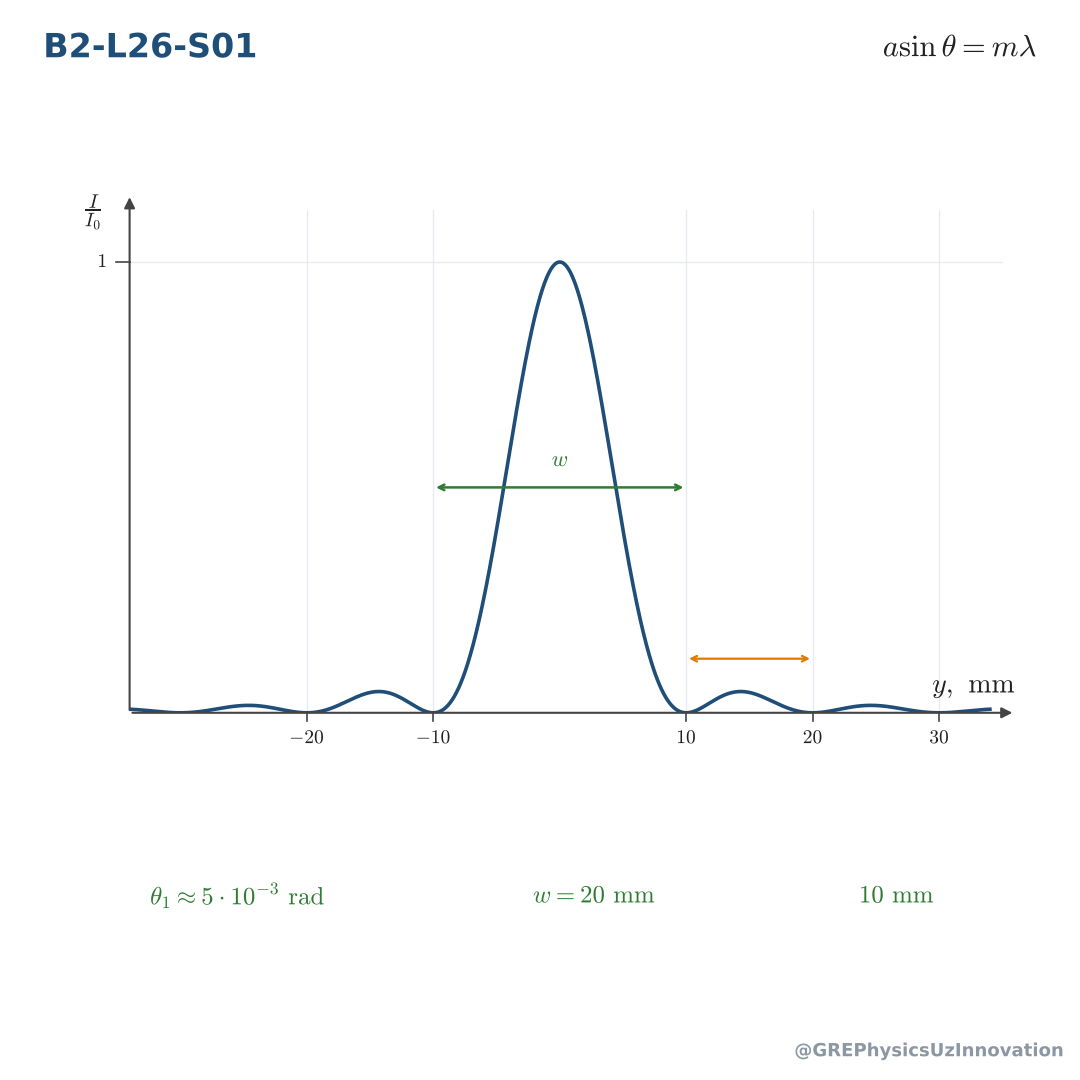 B2-L26-S01
a sin θ = mλ
I/I₀
1
w
y, mm
−20 −10 10 20 30
θ₁ ≈ 5 · 10⁻³ rad
w = 20 mm
10 mm
@GREPhysicsUzInnovation